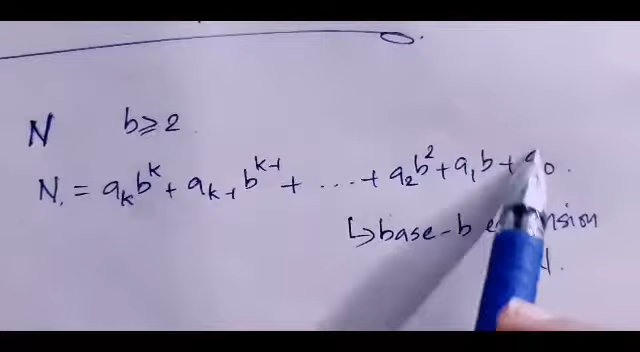 N b ≥ 2
N = aₖbᵏ + aₖ₋₁bᵏ⁻¹ + ... + a₂b² + a₁b + a₀.
↳ base-b